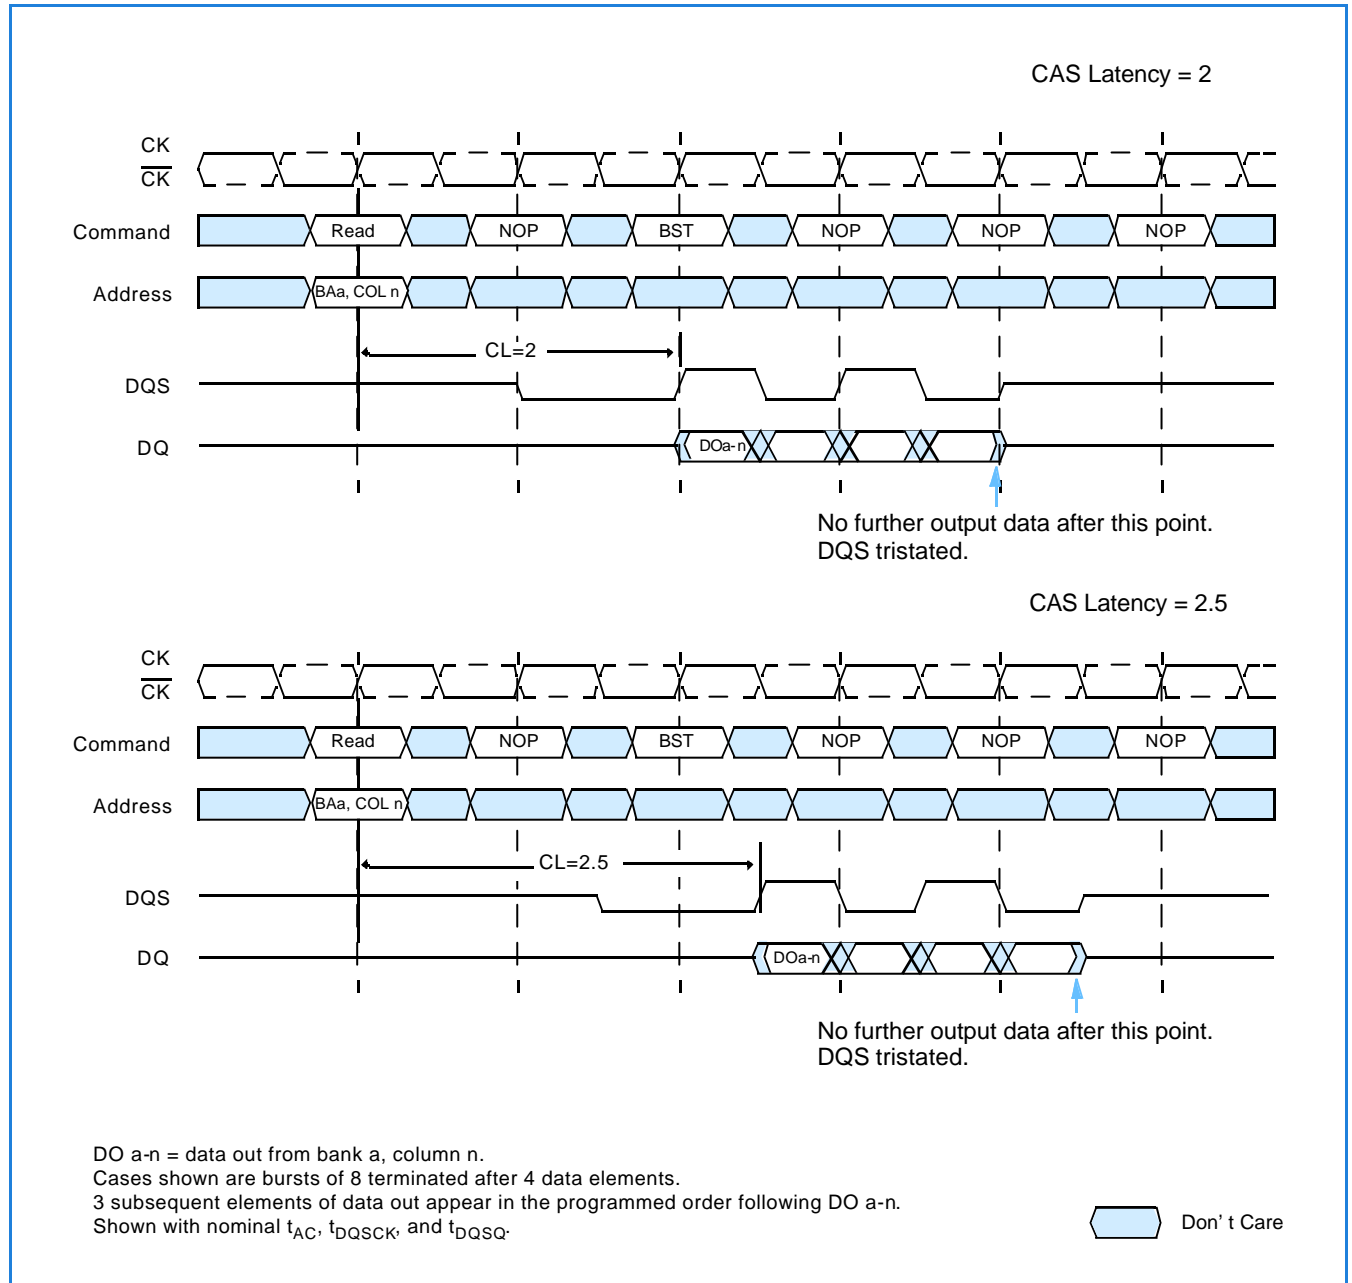 CAS Latency = 2
CK
CK
Command Read NOP BST NOP NOP NOP
Address BAa, COL n
CL=2
DQS
DQ DOa-n
No further output data after this point.
DQS tristated.
CAS Latency = 2.5
CK
CK
Command Read NOP BST NOP NOP NOP
Address BAa, COL n
CL=2.5
DQS
DQ DOa-n
No further output data after this point.
DQS tristated.
DO a-n = data out from bank a, column n.
Cases shown are bursts of 8 terminated after 4 data elements.
3 subsequent elements of data out appear in the programmed order following DO a-n.
Shown with nominal tAC, tDQSCK, and tDQSQ.
Don' t Care